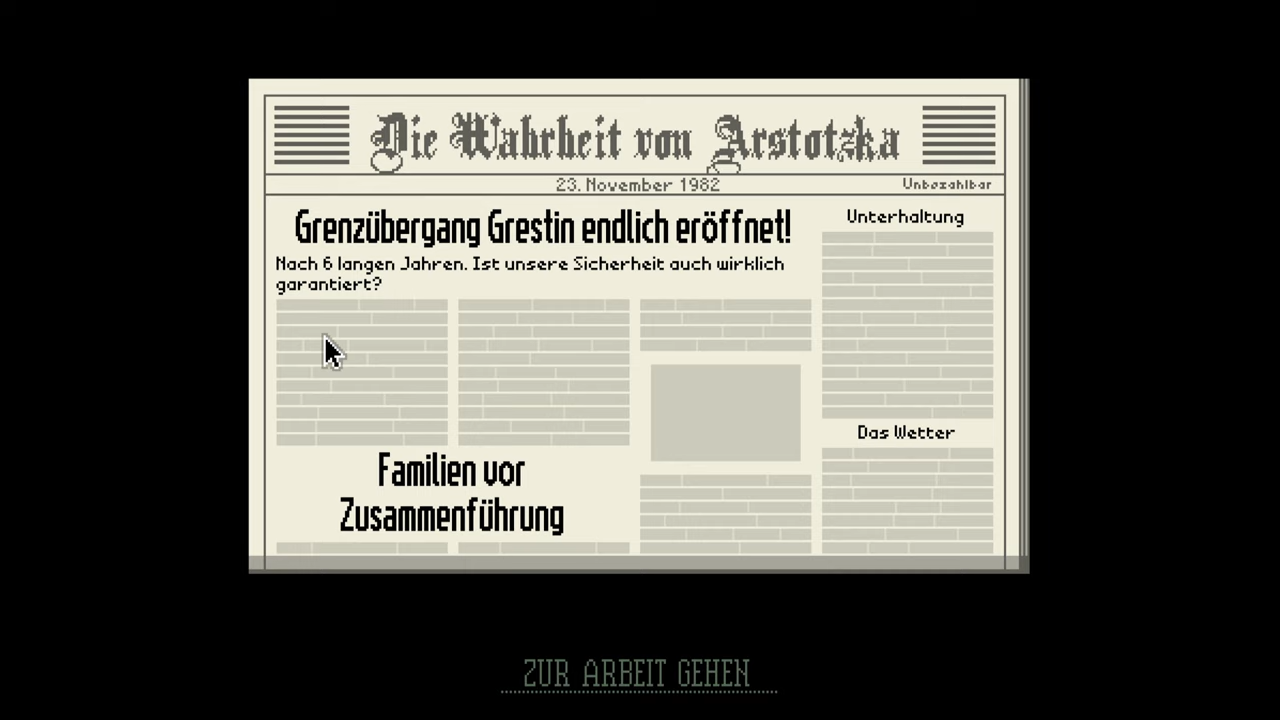 Die Wahrheit von Arstotzka
23. November 1982
Unbezahlbar
Grenzübergang Grestin endlich eröffnet!
Nach 6 langen Jahren. Ist unsere Sicherheit auch wirklich
garantiert?
Familien vor
Zusammenführung
Unterhaltung
Das Wetter
ZUR ARBEIT GEHEN